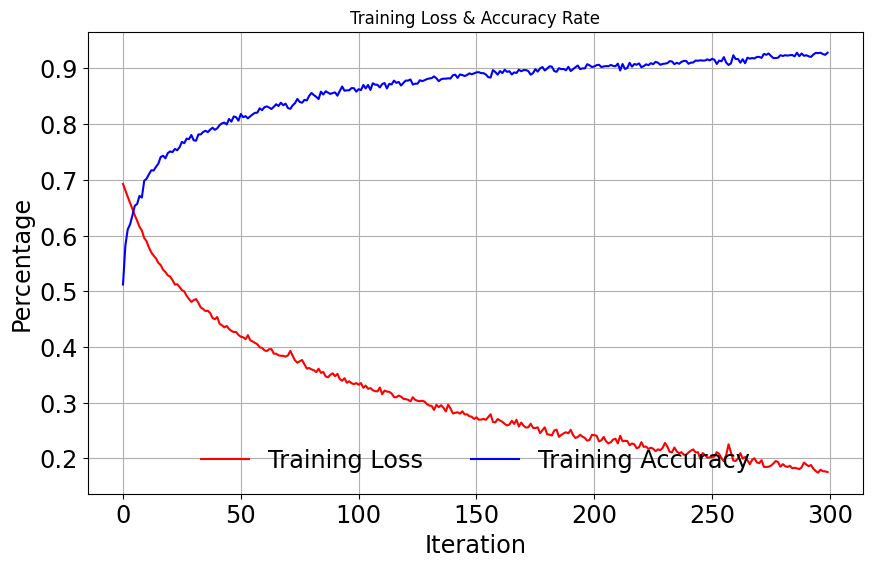 Training Loss & Accuracy Rate
Percentage
0.9
0.8
0.7
0.6
0.5
0.4
0.3
0.2
Training Loss
Training Accuracy
0 50 100 150 200 250 300
Iteration